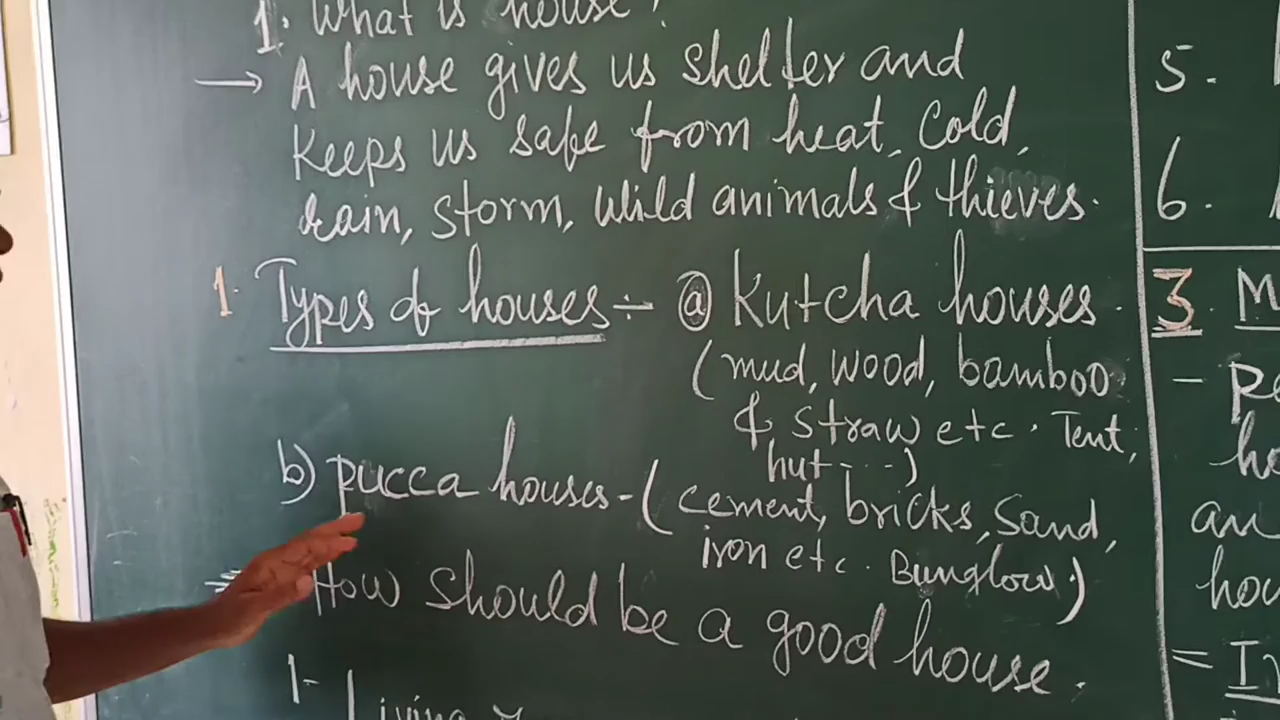 1. What is house?
→ A house gives us shelter and
keeps us safe from heat, cold,
rain, storm, wild animals & thieves.
1. Types of houses ÷ ⓐ Kutcha houses.
(mud, wood, bamboo
& straw etc. Tent,
hut ---)
b) pucca houses - (cement, bricks, sand,
iron etc. Bunglow.)
How should be a good house.
1- Living
5.
6.
3. M
-
an
=